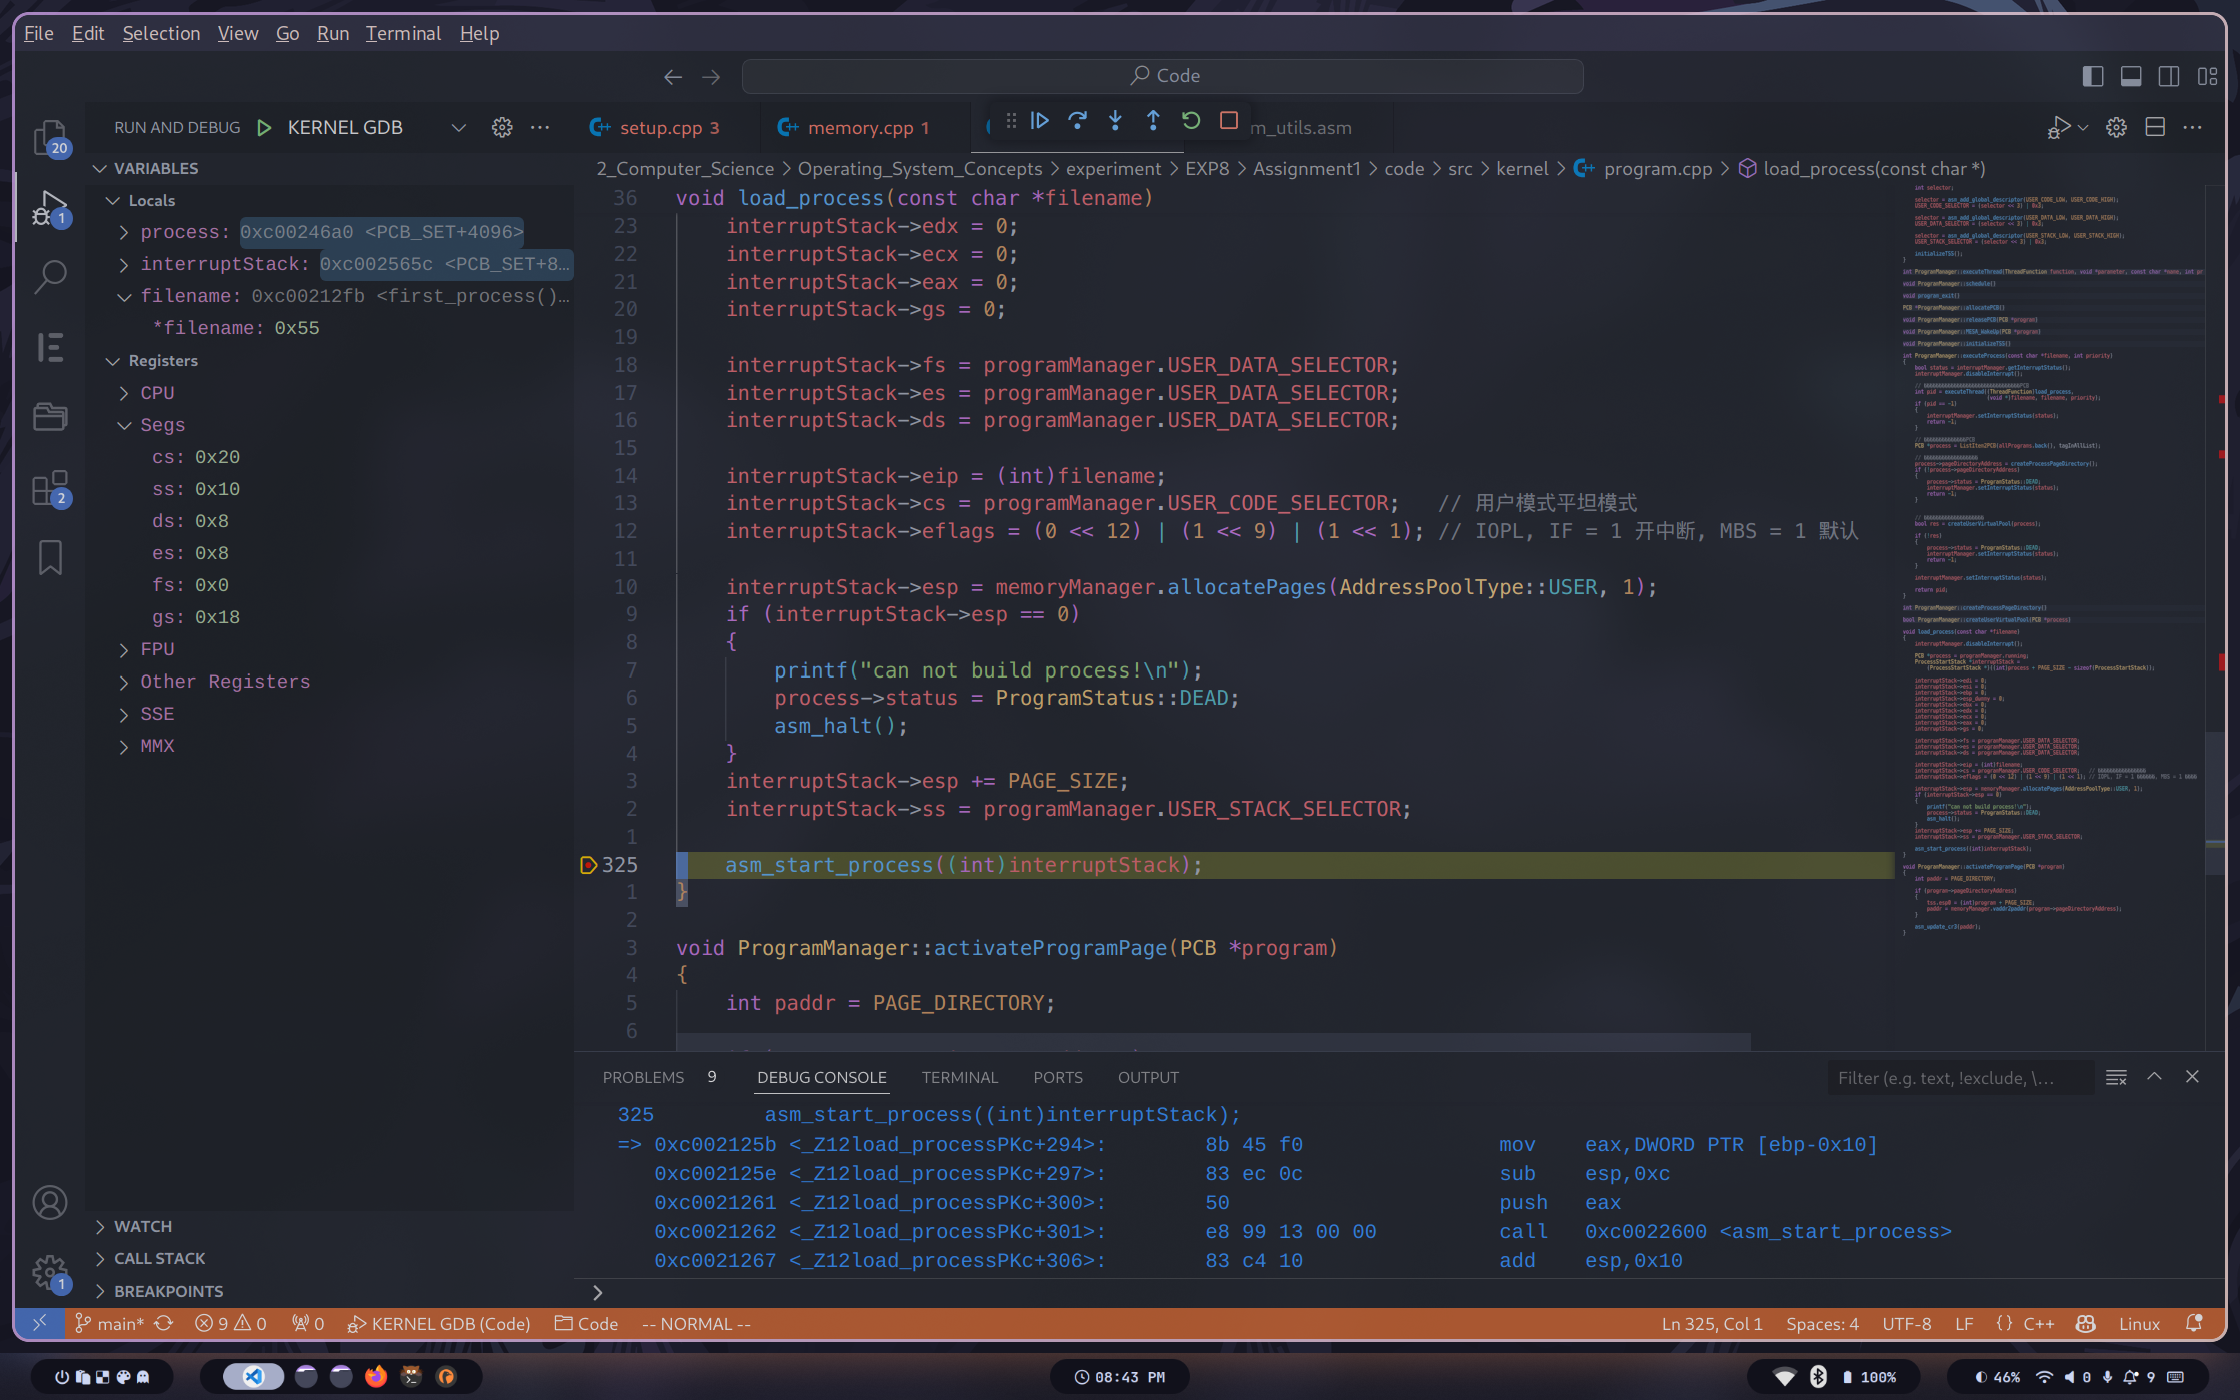 File Edit Selection View Go Run Terminal Help
Code
RUN AND DEBUG KERNEL GDB
setup.cpp 3 memory.cpp 1 m_utils.asm
2_Computer_Science > Operating_System_Concepts > experiment > EXP8 > Assignment1 > code > src > kernel > program.cpp > load_process(const char *)
VARIABLES
Locals
process: 0xc00246a0 <PCB_SET+4096>
interruptStack: 0xc002565c <PCB_SET+8…
filename: 0xc00212fb <first_process()…
*filename: 0x55
Registers
CPU
Segs
cs: 0x20
ss: 0x10
ds: 0x8
es: 0x8
fs: 0x0
gs: 0x18
FPU
Other Registers
SSE
MMX
WATCH
CALL STACK
BREAKPOINTS
20
1
2
1
36 void load_process(const char *filename)
23 interruptStack->edx = 0;
22 interruptStack->ecx = 0;
21 interruptStack->eax = 0;
20 interruptStack->gs = 0;
19
18 interruptStack->fs = programManager.USER_DATA_SELECTOR;
17 interruptStack->es = programManager.USER_DATA_SELECTOR;
16 interruptStack->ds = programManager.USER_DATA_SELECTOR;
15
14 interruptStack->eip = (int)filename;
13 interruptStack->cs = programManager.USER_CODE_SELECTOR; // 用户模式平坦模式
12 interruptStack->eflags = (0 << 12) | (1 << 9) | (1 << 1); // IOPL, IF = 1 开中断, MBS = 1 默认
11
10 interruptStack->esp = memoryManager.allocatePages(AddressPoolType::USER, 1);
9 if (interruptStack->esp == 0)
8 {
7 printf("can not build process!\n");
6 process->status = ProgramStatus::DEAD;
5 asm_halt();
4 }
3 interruptStack->esp += PAGE_SIZE;
2 interruptStack->ss = programManager.USER_STACK_SELECTOR;
1
325 asm_start_process((int)interruptStack);
1 }
2
3 void ProgramManager::activateProgramPage(PCB *program)
4 {
5 int paddr = PAGE_DIRECTORY;
6
PROBLEMS 9 DEBUG CONSOLE TERMINAL PORTS OUTPUT Filter (e.g. text, !exclude, \…
325 asm_start_process((int)interruptStack);
=> 0xc002125b <_Z12load_processPKc+294>: 8b 45 f0 mov eax,DWORD PTR [ebp-0x10]
0xc002125e <_Z12load_processPKc+297>: 83 ec 0c sub esp,0xc
0xc0021261 <_Z12load_processPKc+300>: 50 push eax
0xc0021262 <_Z12load_processPKc+301>: e8 99 13 00 00 call 0xc0022600 <asm_start_process>
0xc0021267 <_Z12load_processPKc+306>: 83 c4 10 add esp,0x10
>
main* 9 0 0 KERNEL GDB (Code) Code -- NORMAL -- Ln 325, Col 1 Spaces: 4 UTF-8 LF {} C++ Linux
08:43 PM 100% 46% 0 9